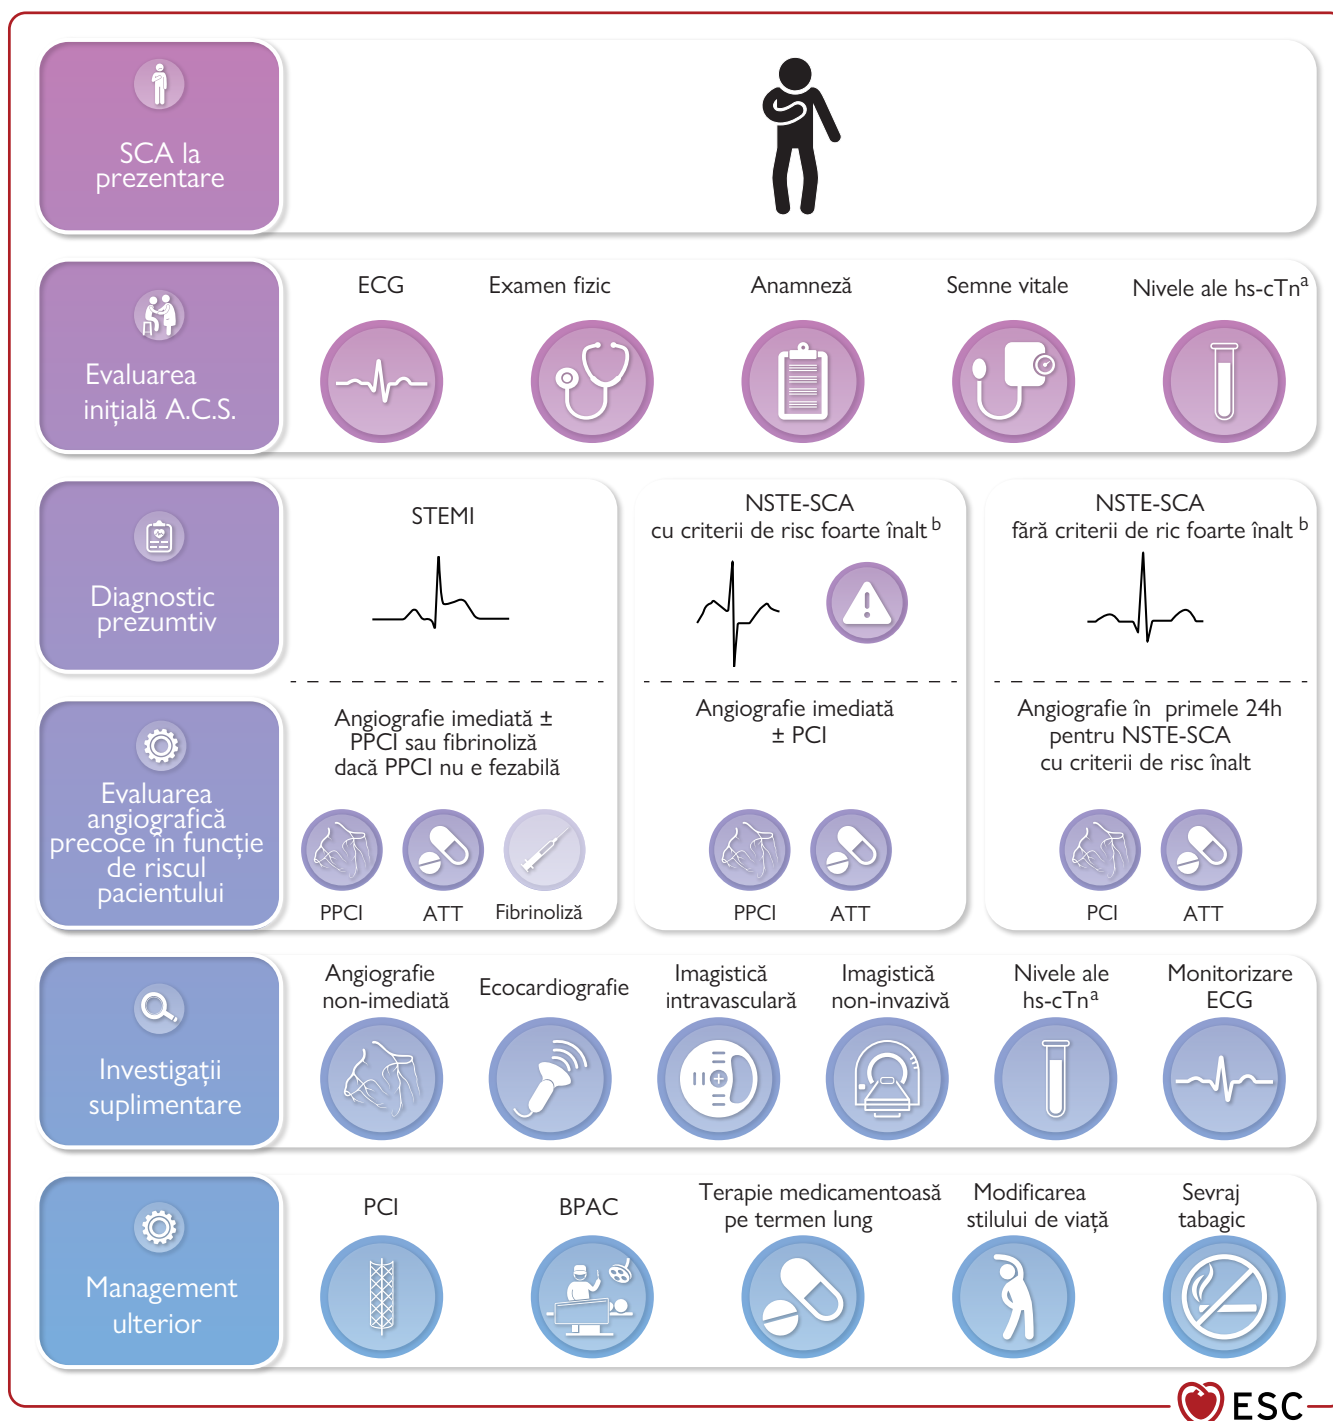 SCA la
prezentare
ECG
Examen fizic
Anamneză
Semne vitale
Nivele ale hs-cTnª
Evaluarea
inițială A.C.S.
STEMI
NSTE-SCA
cu criterii de risc foarte înalt b
NSTE-SCA
fără criterii de ric foarte înalt b
Diagnostic
prezumtiv
Angiografie imediată ±
PPCI sau fibrinoliză
dacă PPCI nu e fezabilă
Angiografie imediată
± PCI
Angiografie în primele 24h
pentru NSTE-SCA
cu criterii de risc înalt
Evaluarea
angiografică
precoce în funcție
de riscul
pacientului
PPCI
ATT
Fibrinoliză
PPCI
ATT
PCI
ATT
Angiografie
non-imediată
Ecocardiografie
Imagistică
intravasculară
Imagistică
non-invazivă
Nivele ale
hs-cTnª
Monitorizare
ECG
Investigații
suplimentare
PCI
BPAC
Terapie medicamentoasă
pe termen lung
Modificarea
stilului de viață
Sevraj
tabagic
Management
ulterior
ESC